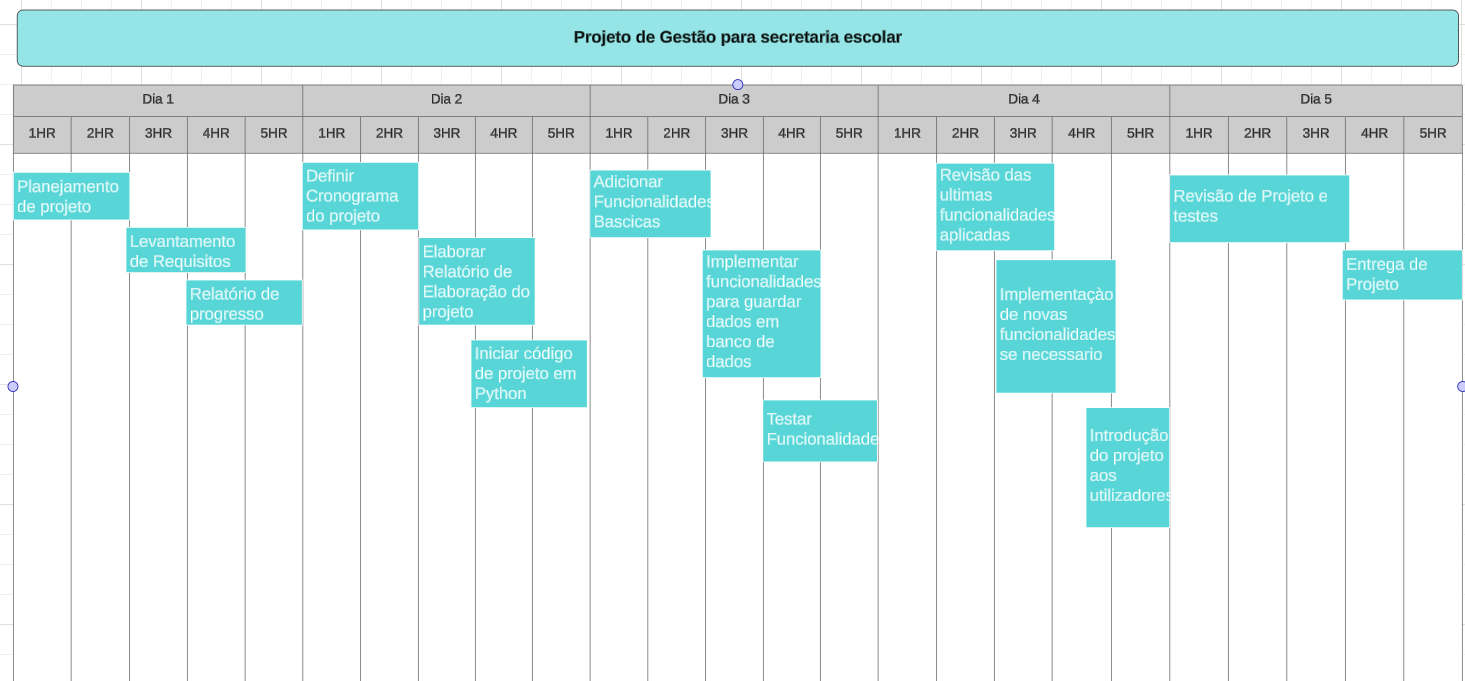 Projeto de Gestão para secretaria escolar
Dia 1
Dia 2
Dia 3
Dia 4
Dia 5
1HR 2HR 3HR 4HR 5HR 1HR 2HR 3HR 4HR 5HR 1HR 2HR 3HR 4HR 5HR 1HR 2HR 3HR 4HR 5HR 1HR 2HR 3HR 4HR 5HR
Planejamento
de projeto
Levantamento
de Requisitos
Relatório de
progresso
Definir
Cronograma
do projeto
Elaborar
Relatório de
Elaboração do
projeto
Iniciar código
de projeto em
Python
Adicionar
Funcionalidades
Bascicas
Implementar
funcionalidades
para guardar
dados em
banco de
dados
Testar
Funcionalidade
Revisão das
ultimas
funcionalidades
aplicadas
Implementaçào
de novas
funcionalidades
se necessario
Introdução
do projeto
aos
utilizadores
Revisão de Projeto e
testes
Entrega de
Projeto